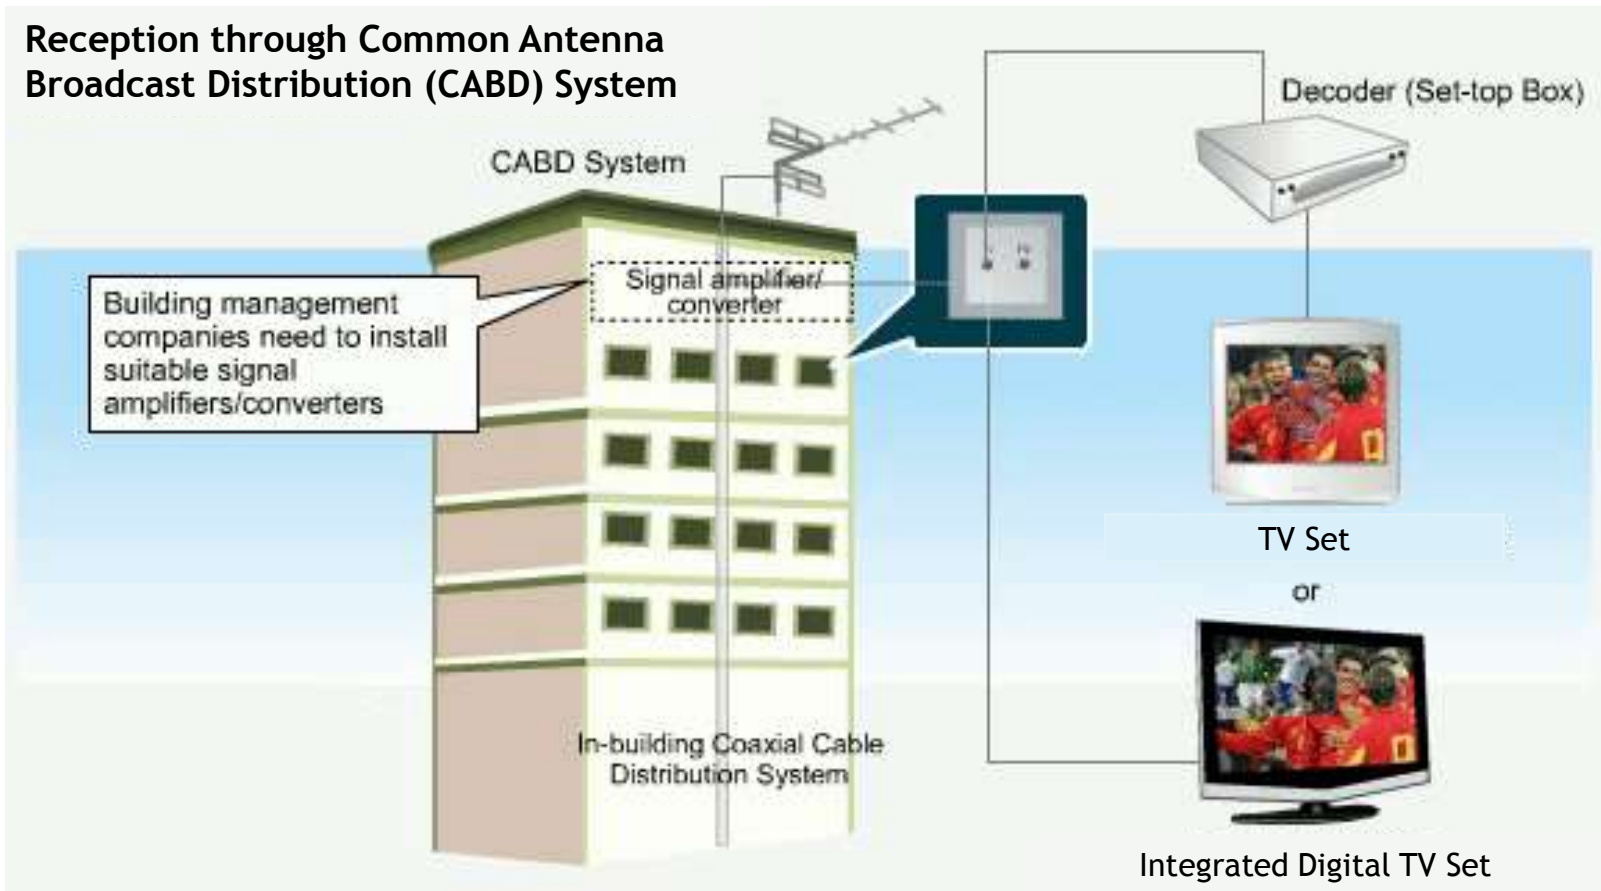 Reception through Common Antenna
Broadcast Distribution (CABD) System
Decoder (Set-top Box)
CABD System
Signal amplifier/
converter
Building management
companies need to install
suitable signal
amplifiers/converters
TV Set
or
In-building Coaxial Cable
Distribution System
Integrated Digital TV Set